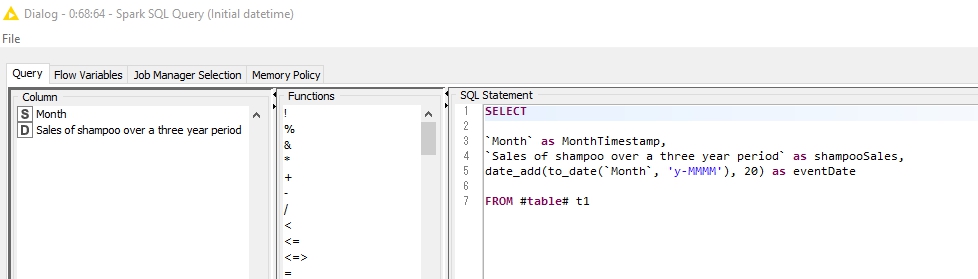 Dialog - 0:68:64 - Spark SQL Query (Initial datetime)
File
Query Flow Variables Job Manager Selection Memory Policy
Column
S Month
D Sales of shampoo over a three year period
Functions
!
%
&
*
+
-
/
<
<=
<=>
=
SQL Statement
1 SELECT
2
3 `Month` as MonthTimestamp,
4 `Sales of shampoo over a three year period` as shampooSales,
5 date_add(to_date(`Month`, 'y-MMMM'), 20) as eventDate
6
7 FROM #table# t1